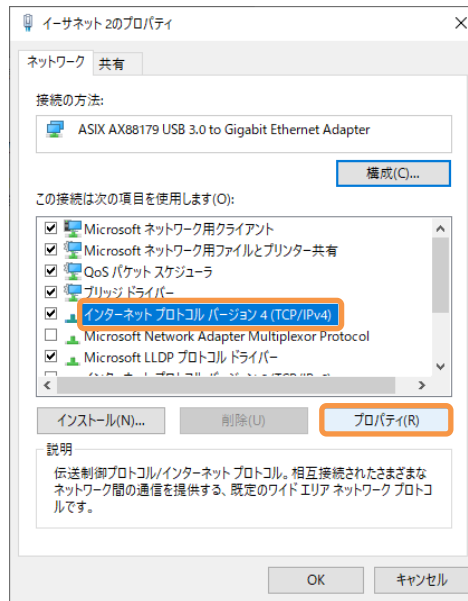 イーサネット 2のプロパティ
ネットワーク 共有
接続の方法:
ASIX AX88179 USB 3.0 to Gigabit Ethernet Adapter
構成(C)...
この接続は次の項目を使用します(O):
Microsoft ネットワーク用クライアント
Microsoft ネットワーク用ファイルとプリンター共有
QoS パケット スケジューラ
ブリッジ ドライバー
インターネット プロトコル バージョン 4 (TCP/IPv4)
Microsoft Network Adapter Multiplexor Protocol
Microsoft LLDP プロトコル ドライバー
インストール(N)... 削除(U) プロパティ(R)
説明
伝送制御プロトコル/インターネット プロトコル。相互接続されたさまざまな
ネットワーク間の通信を提供する、既定のワイド エリア ネットワーク プロトコ
ルです。
OK キャンセル